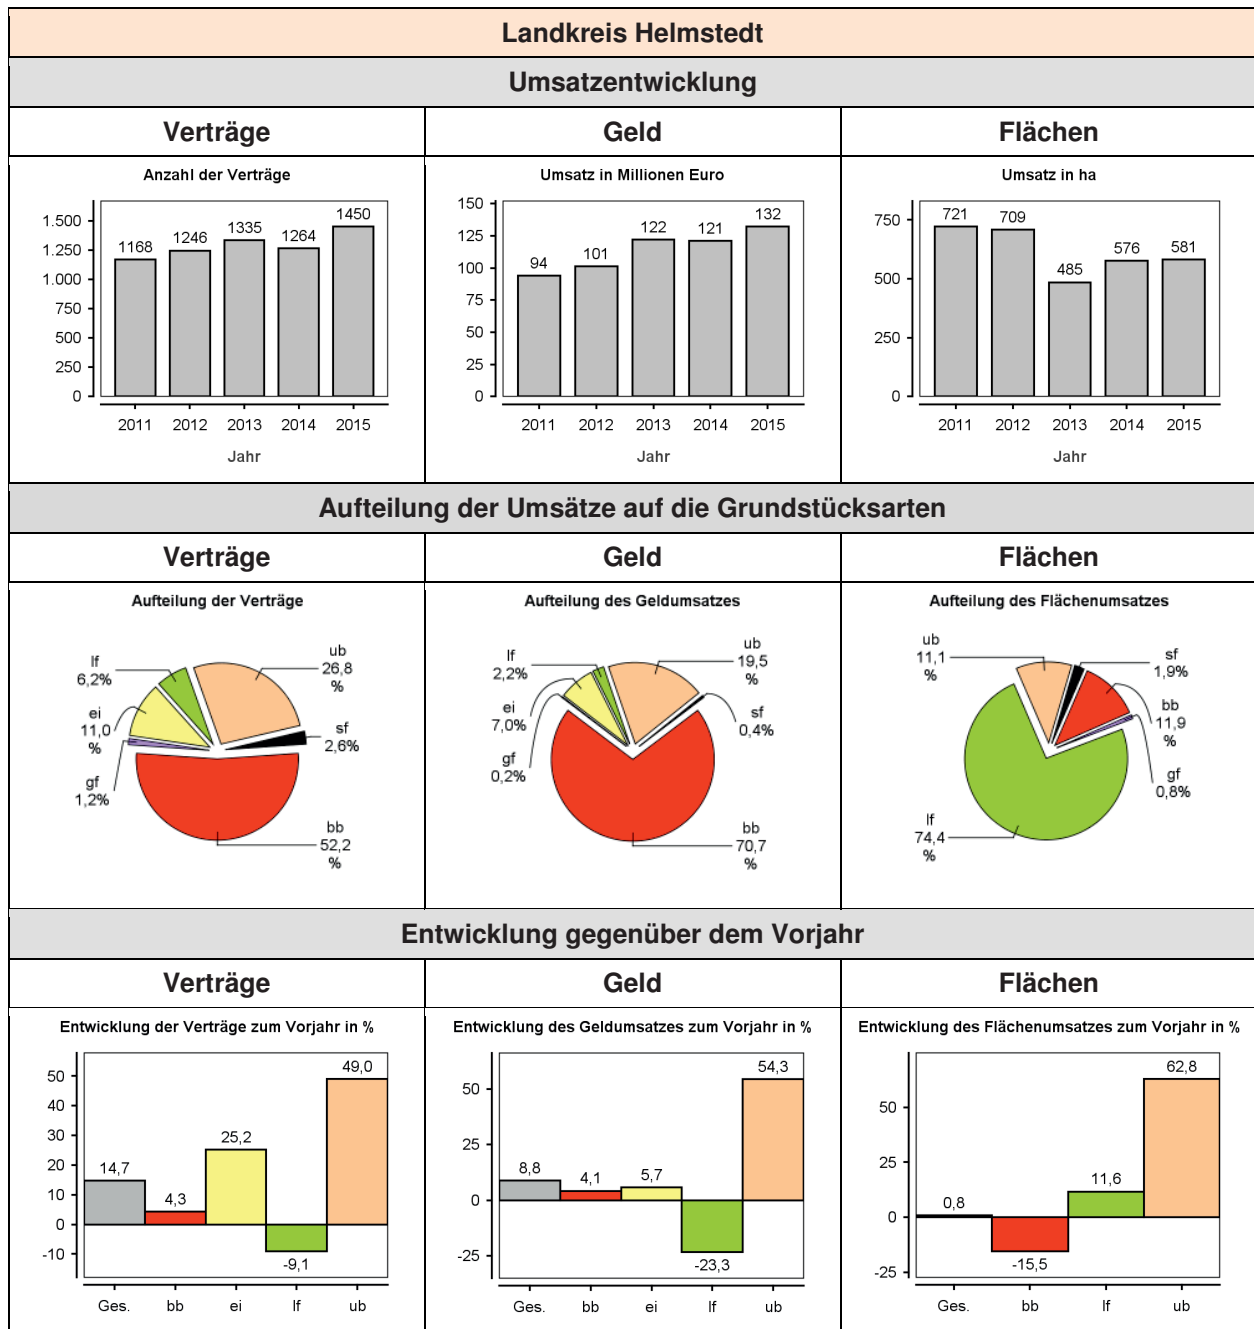 Landkreis Helmstedt
Umsatzentwicklung
Verträge
Geld
Flächen
Anzahl der Verträge
1.500
1.250
1.000
750
500
250
0
1168
1246
1335
1264
1450
2011 2012 2013 2014 2015
Jahr
Umsatz in Millionen Euro
150
125
100
75
50
25
0
94
101
122
121
132
2011 2012 2013 2014 2015
Jahr
Umsatz in ha
750
500
250
0
721
709
485
576
581
2011 2012 2013 2014 2015
Jahr
Aufteilung der Umsätze auf die Grundstücksarten
Verträge
Geld
Flächen
Aufteilung der Verträge
lf
6,2%
ei
11,0
%
gf
1,2%
ub
26,8
%
sf
2,6%
bb
52,2
%
Aufteilung des Geldumsatzes
lf
2,2%
ei
7,0%
gf
0,2%
ub
19,5
%
sf
0,4%
bb
70,7
%
Aufteilung des Flächenumsatzes
ub
11,1
%
sf
1,9%
bb
11,9
%
gf
0,8%
lf
74,4
%
Entwicklung gegenüber dem Vorjahr
Verträge
Geld
Flächen
Entwicklung der Verträge zum Vorjahr in %
50
40
30
20
10
0
-10
14,7
4,3
25,2
-9,1
49,0
Ges. bb ei lf ub
Entwicklung des Geldumsatzes zum Vorjahr in %
50
25
0
-25
8,8
4,1
5,7
-23,3
54,3
Ges. bb ei lf ub
Entwicklung des Flächenumsatzes zum Vorjahr in %
50
25
0
-25
0,8
-15,5
11,6
62,8
Ges. bb lf ub